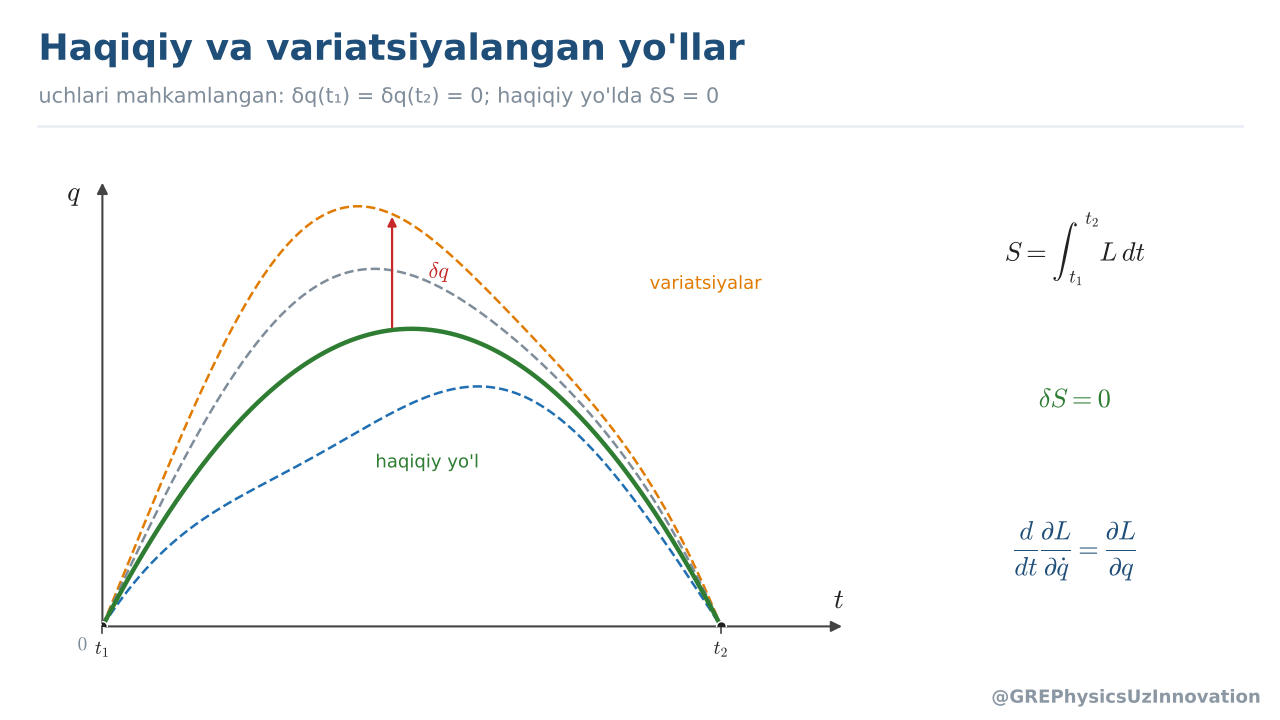 Haqiqiy va variatsiyalangan yo'llar
uchlari mahkamlangan: δq(t₁) = δq(t₂) = 0; haqiqiy yo'lda δS = 0
q
δq
variatsiyalar
haqiqiy yo'l
t
0
t₁
t₂
S = ∫_{t₁}^{t₂} L dt
δS = 0
d/dt ∂L/∂q̇ = ∂L/∂q
@GREPhysicsUzInnovation